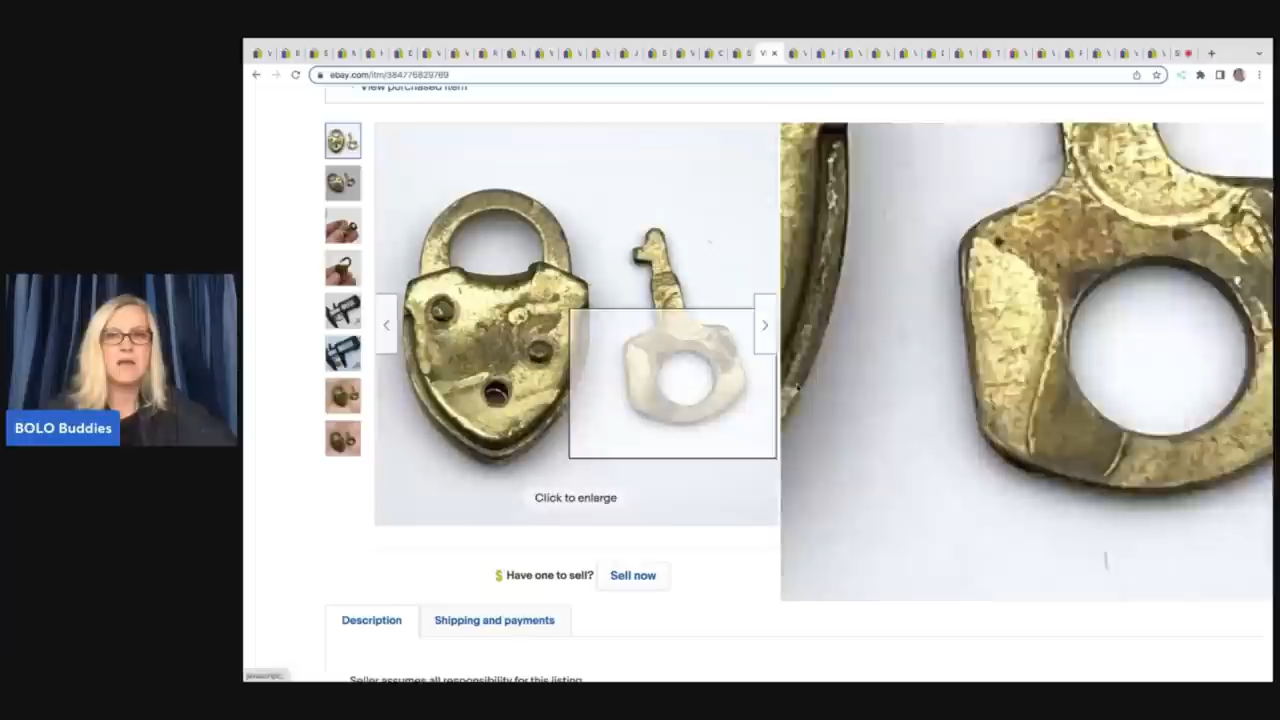 ebay.com/itm/384776829769
View purchased item
Click to enlarge
Have one to sell? Sell now
Description
Shipping and payments
Seller assumes all responsibility for this listing.
BOLO Buddies